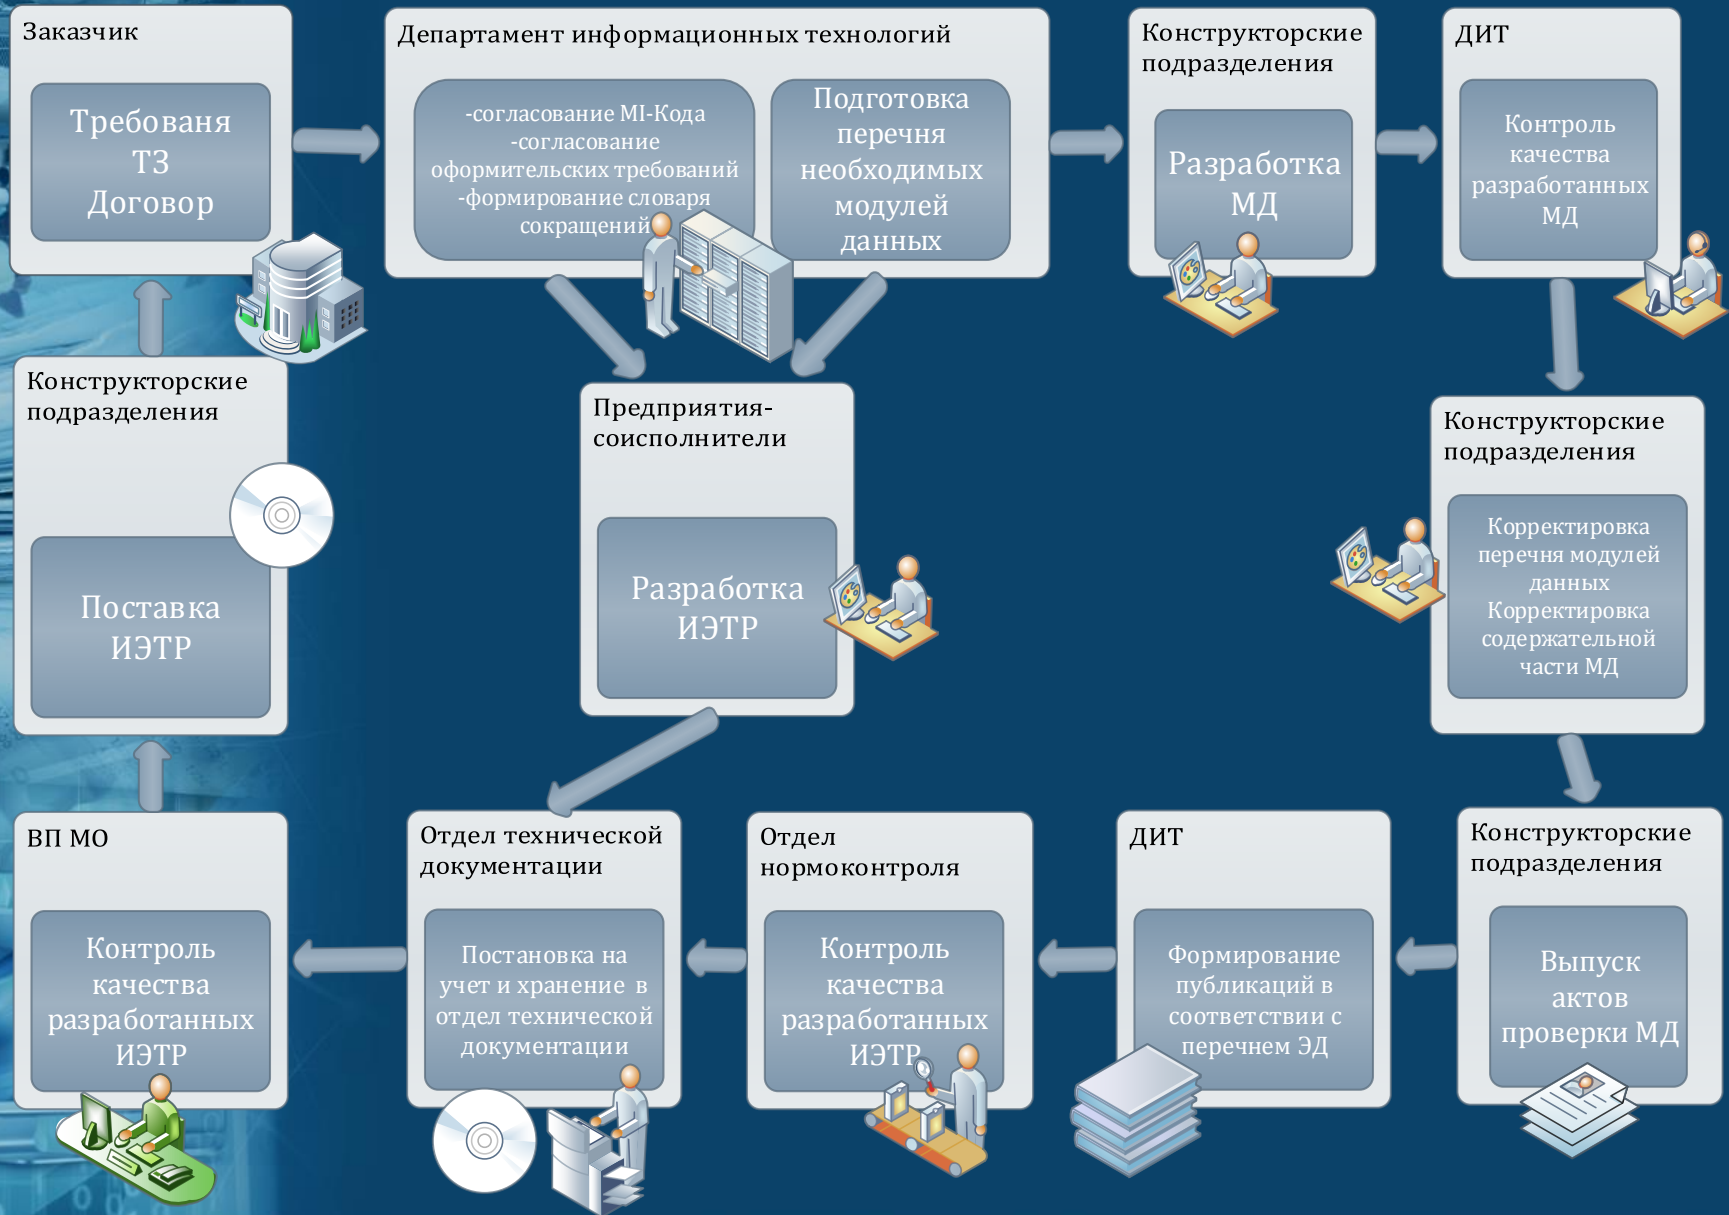 Заказчик
Требованя
ТЗ
Договор
Департамент информационных технологий
-согласование MI-Кода
-согласование
оформительских требований
-формирование словаря
сокращений
Подготовка
перечня
необходимых
модулей
данных
Конструкторские
подразделения
Разработка
МД
ДИТ
Контроль
качества
разработанных
МД
Конструкторские
подразделения
Поставка
ИЭТР
Предприятия-
соисполнители
Разработка
ИЭТР
Конструкторские
подразделения
Корректировка
перечня модулей
данных
Корректировка
содержательной
части МД
ВП МО
Контроль
качества
разработанных
ИЭТР
Отдел технической
документации
Постановка на
учет и хранение в
отдел технической
документации
Отдел
нормоконтроля
Контроль
качества
разработанных
ИЭТР
ДИТ
Формирование
публикаций в
соответствии с
перечнем ЭД
Конструкторские
подразделения
Выпуск
актов
проверки МД